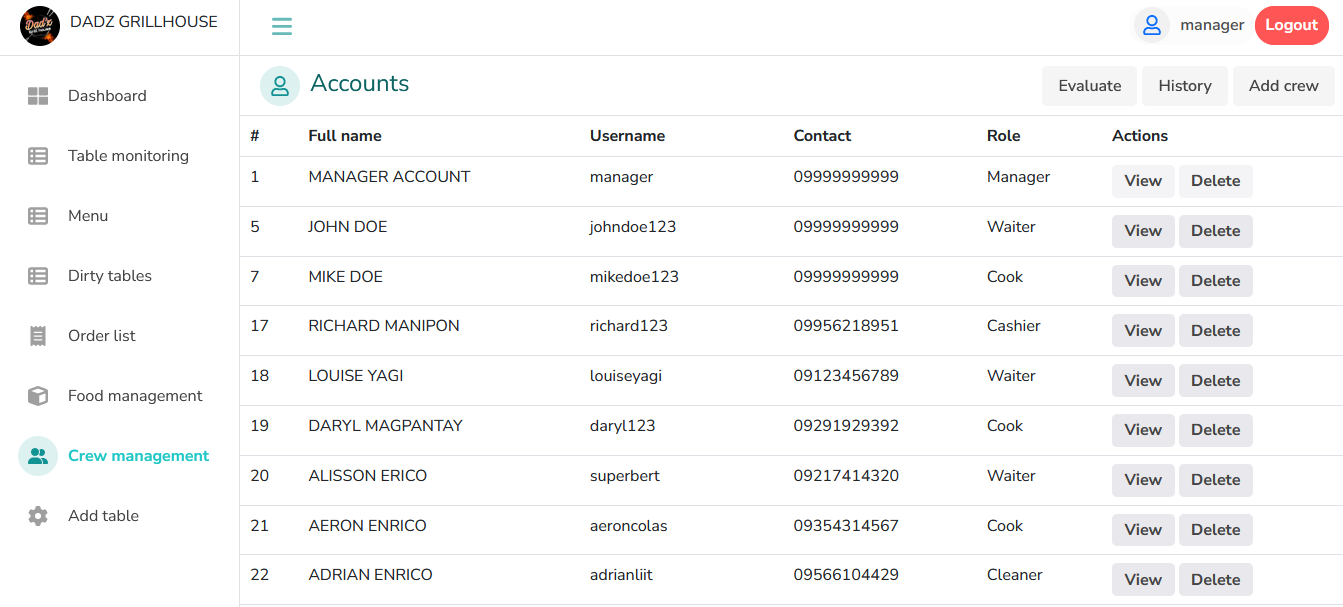 DADZ GRILLHOUSE
manager Logout
Dashboard
Table monitoring
Menu
Dirty tables
Order list
Food management
Crew management
Add table
Accounts
Evaluate History Add crew
# Full name Username Contact Role Actions
1 MANAGER ACCOUNT manager 09999999999 Manager View Delete
5 JOHN DOE johndoe123 09999999999 Waiter View Delete
7 MIKE DOE mikedoe123 09999999999 Cook View Delete
17 RICHARD MANIPON richard123 09956218951 Cashier View Delete
18 LOUISE YAGI louiseyagi 09123456789 Waiter View Delete
19 DARYL MAGPANTAY daryl123 09291929392 Cook View Delete
20 ALISSON ERICO superbert 09217414320 Waiter View Delete
21 AERON ENRICO aeroncolas 09354314567 Cook View Delete
22 ADRIAN ENRICO adrianliit 09566104429 Cleaner View Delete